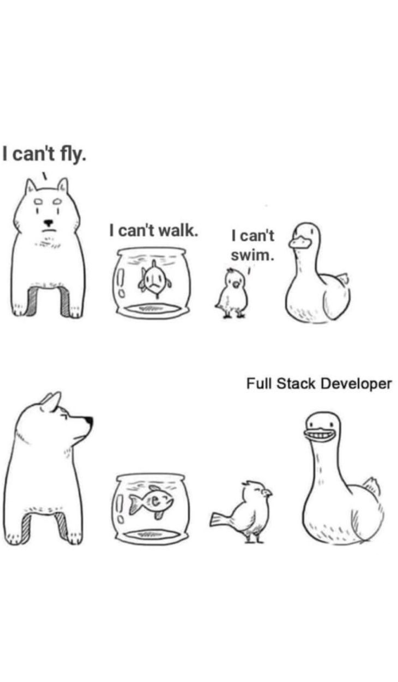 I can't fly.
I can't walk.
I can't
swim.
Full Stack Developer